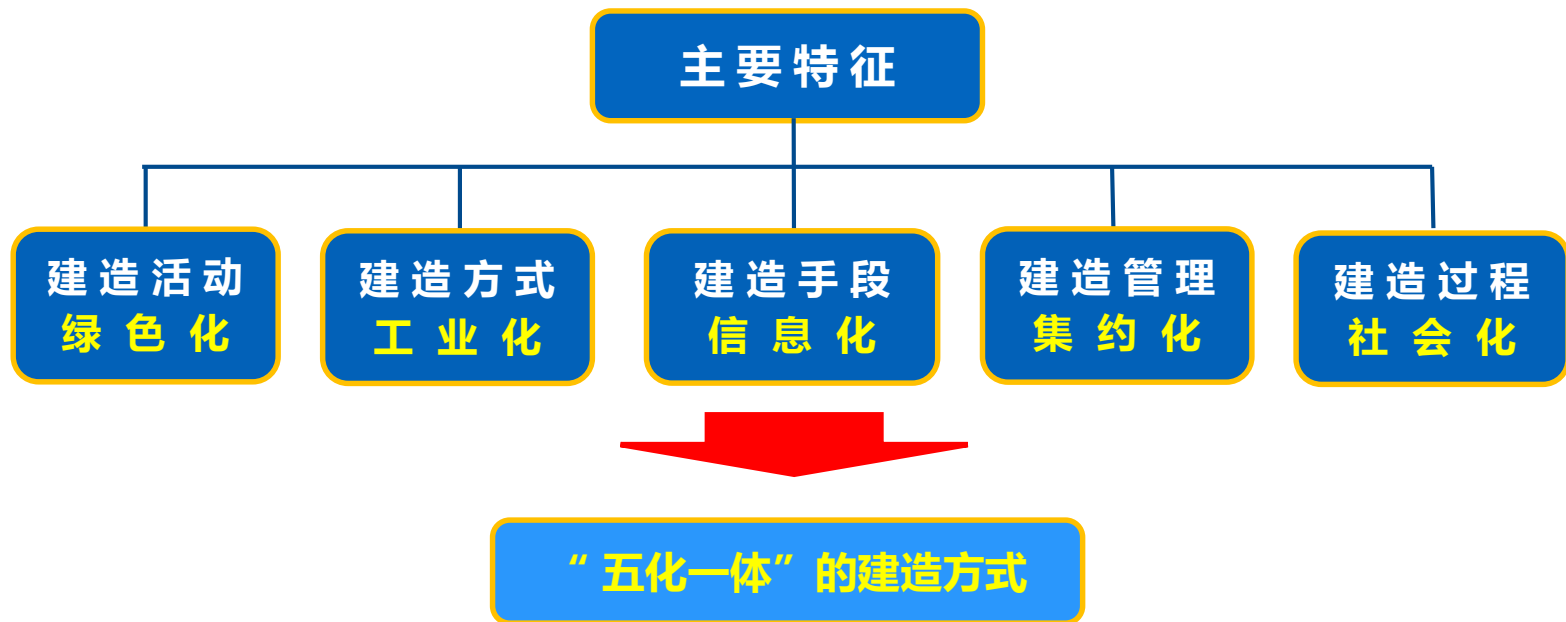 主要特征
建造活动
绿色化
建造方式
工业化
建造手段
信息化
建造管理
集约化
建造过程
社会化
“五化一体”的建造方式